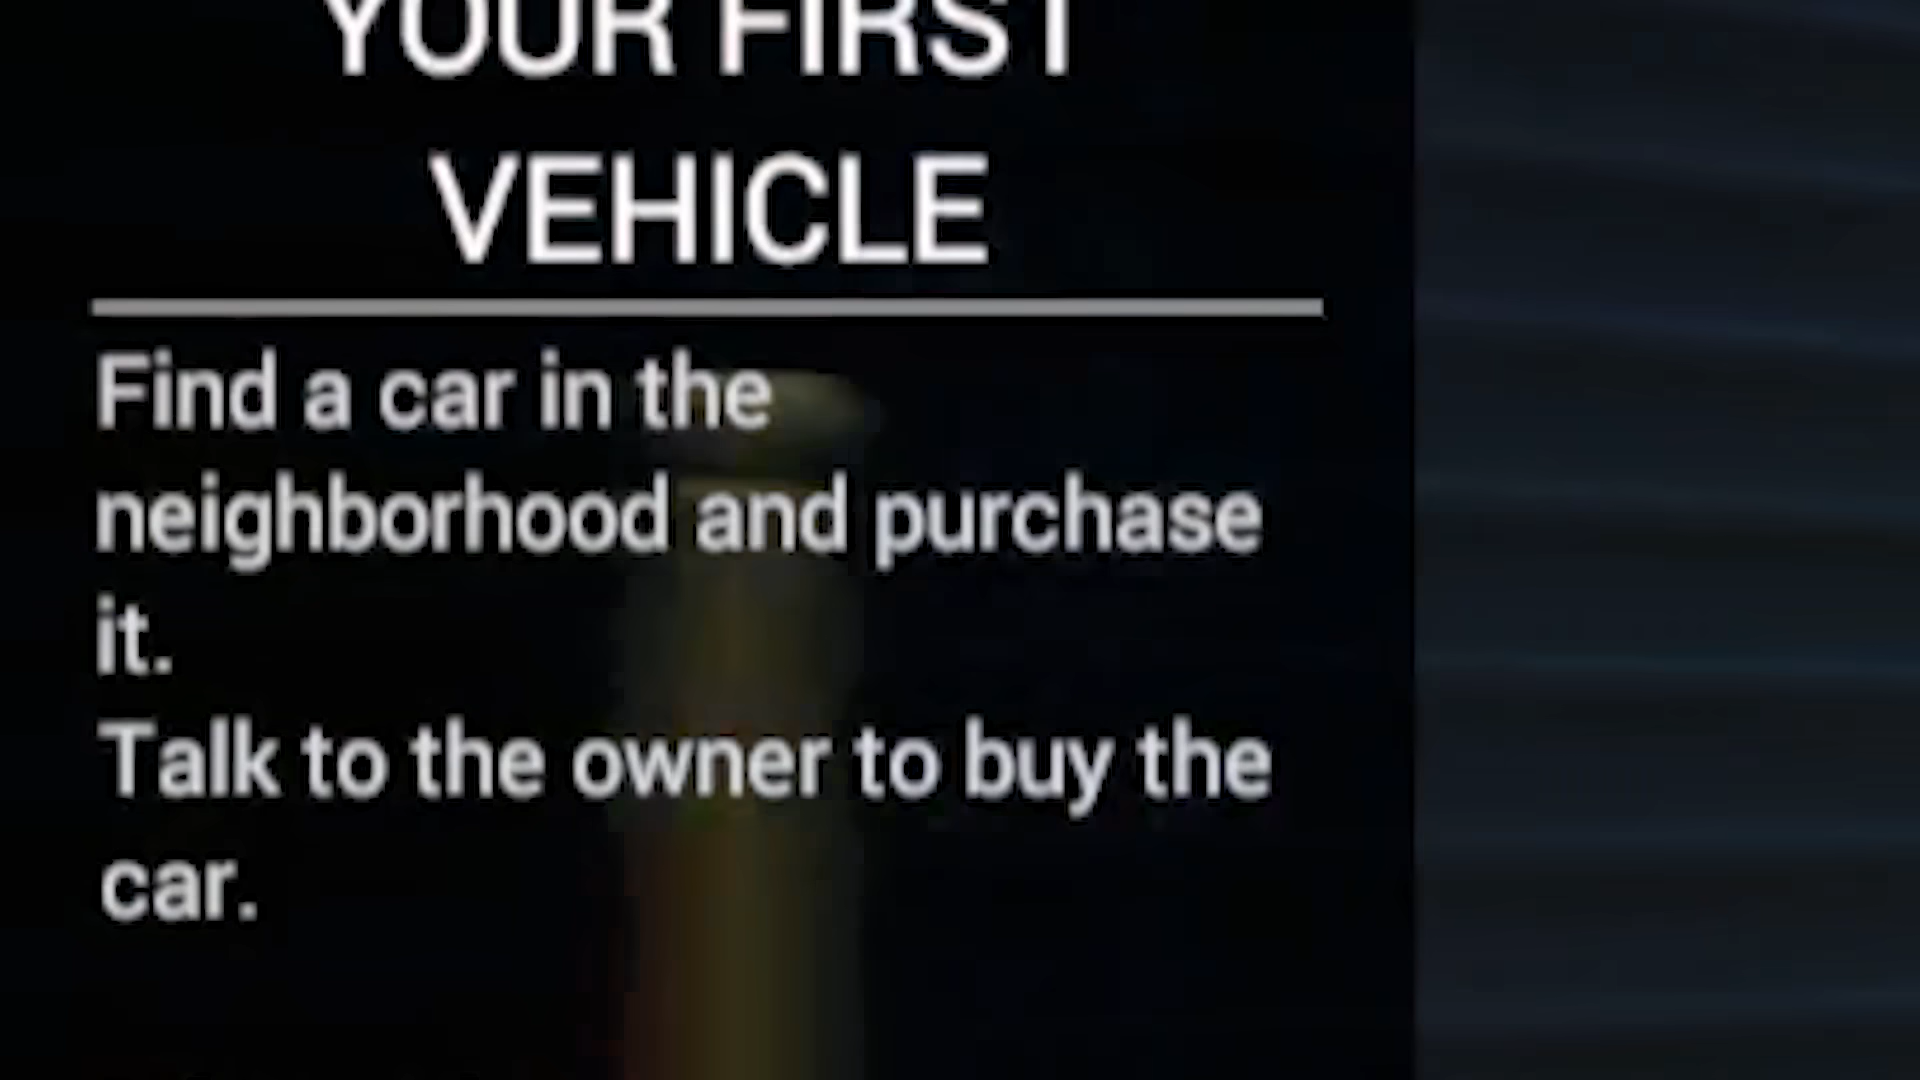 YOUR FIRST
VEHICLE
Find a car in the
neighborhood and purchase
it.
Talk to the owner to buy the
car.